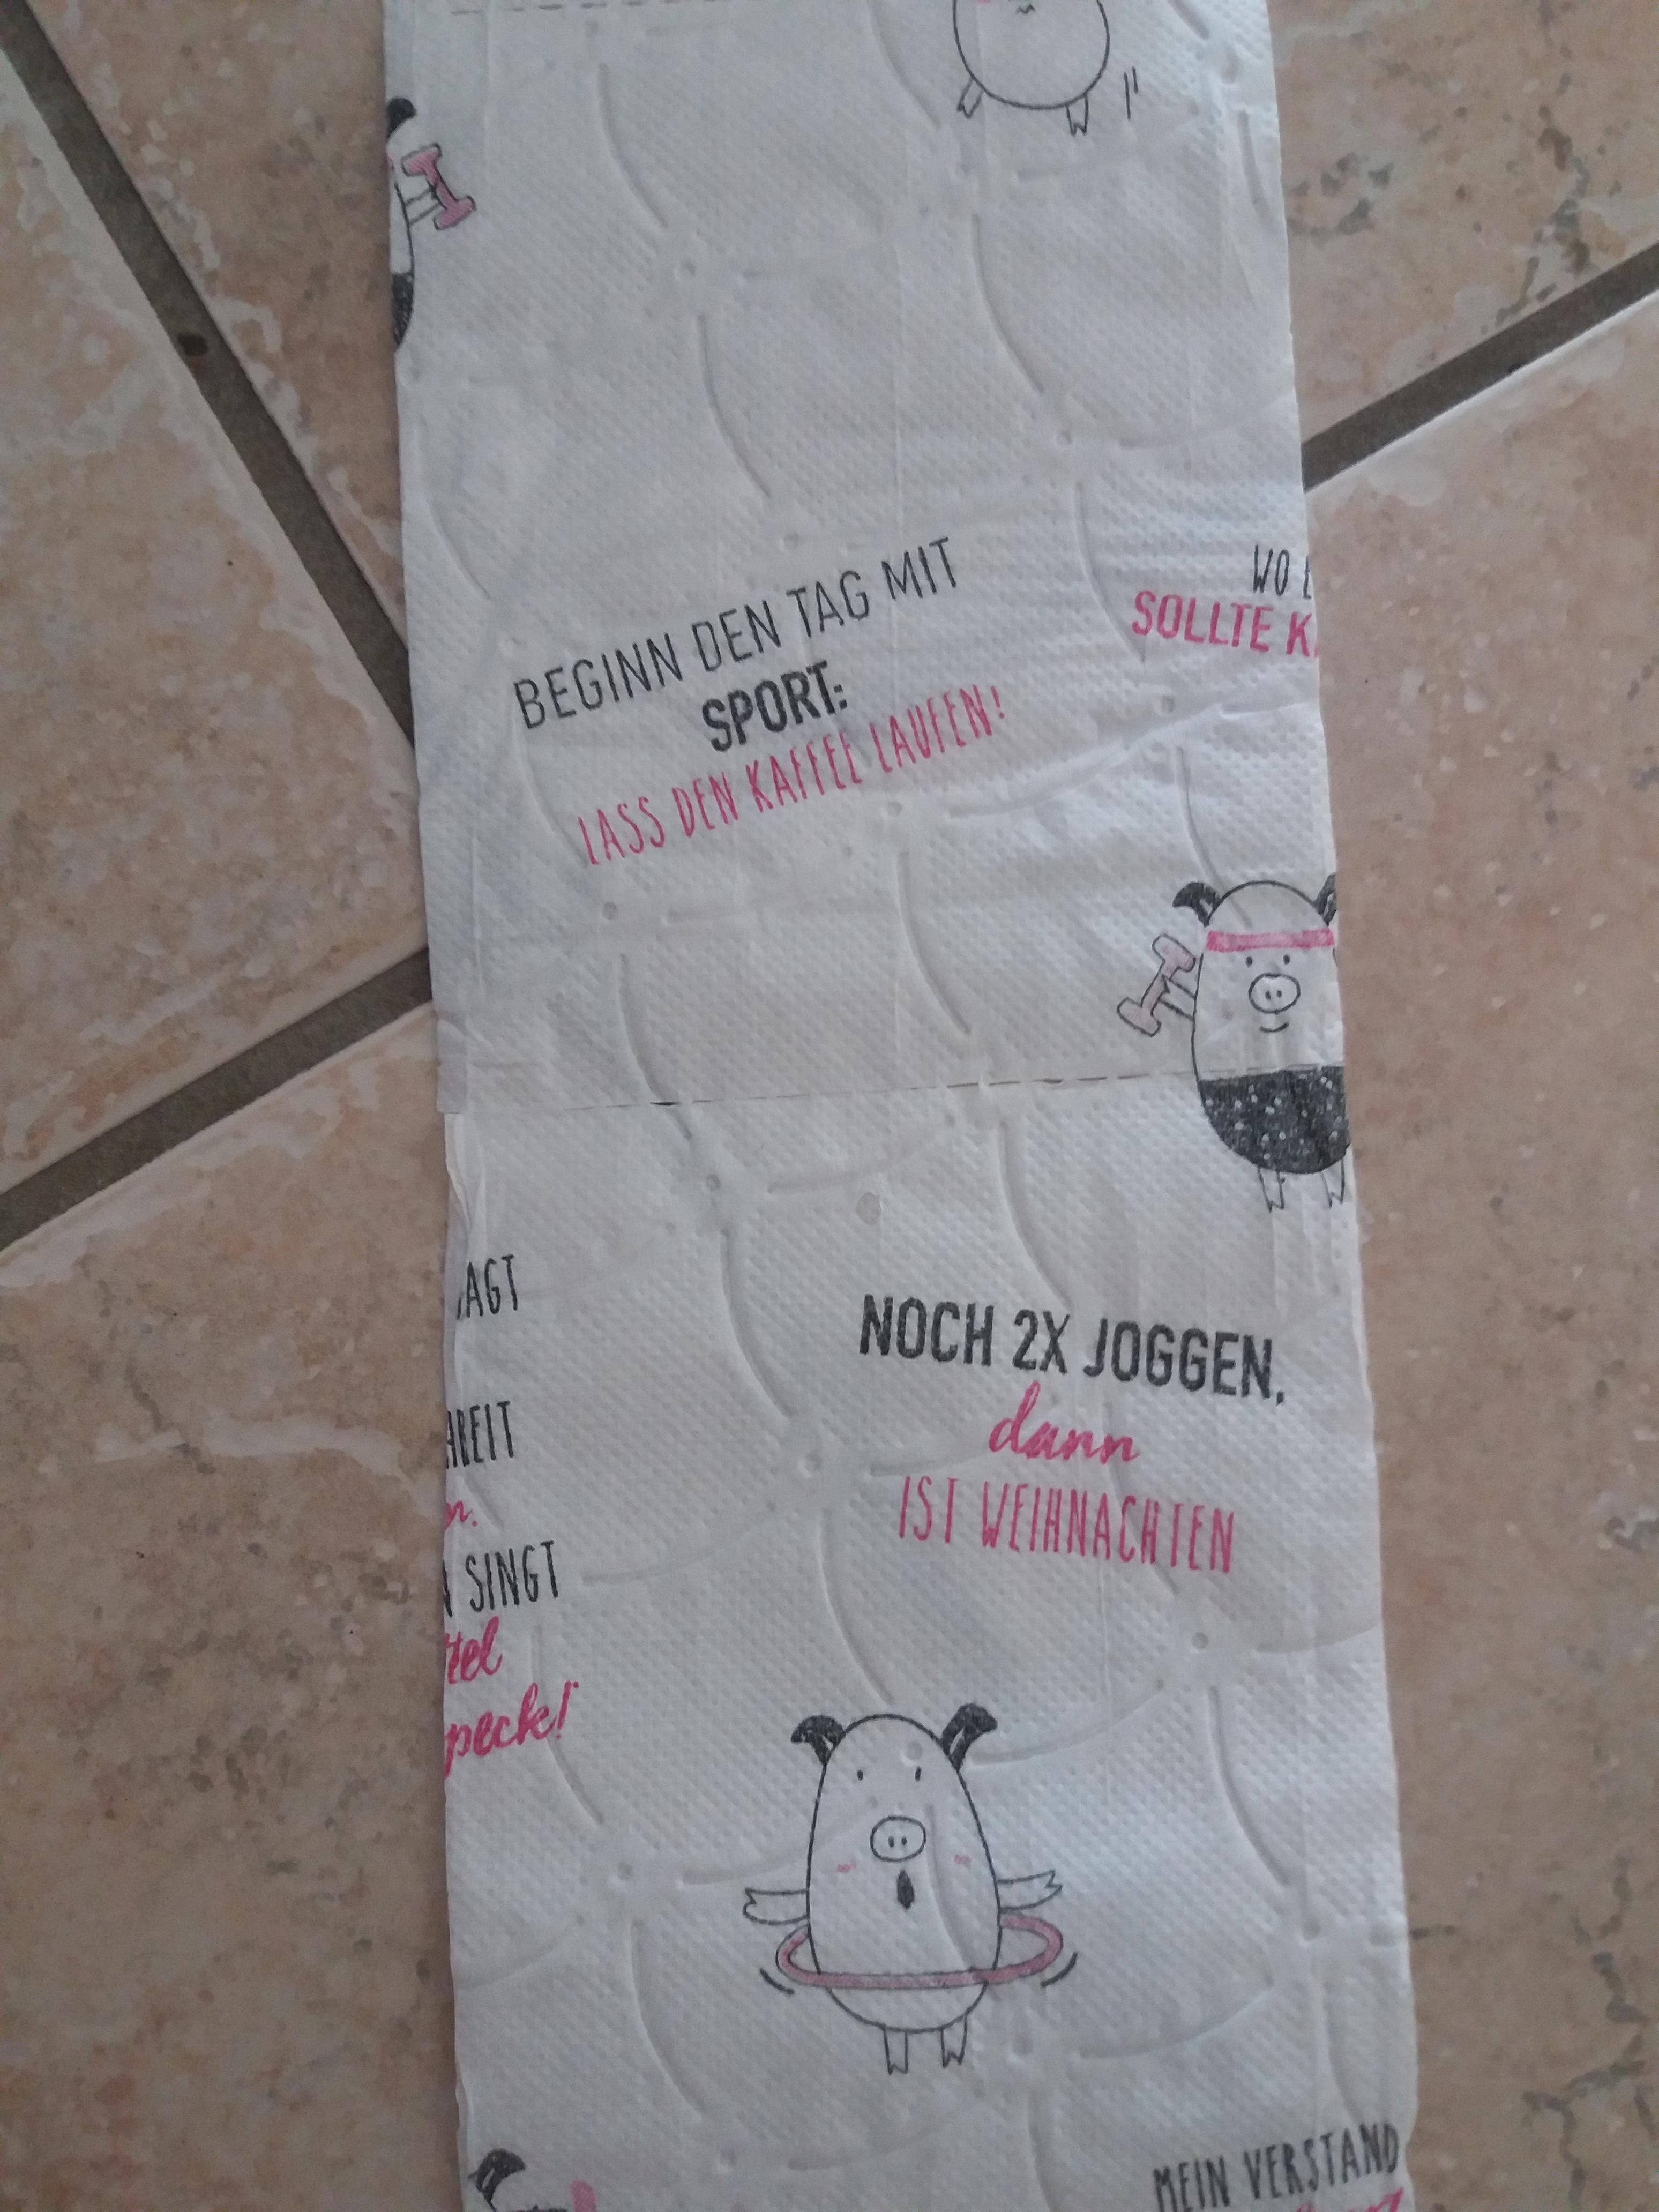 BEGINN DEN TAG MIT
SPORT:
LASS DEN KAFFEE LAUFEN!
WO
SOLLTE
NOCH 2X JOGGEN,
dann
IST WEIHNACHTEN
SINGT
MEIN VERSTAND